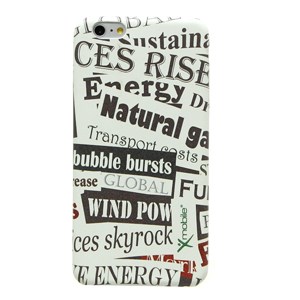 Sustaina
CES RISE
Energy
Natural ga
Transport costs
bubble bursts
rease GLOBAL FU
WIND POW
Xmobile®
ces skyrock
E ENERGY